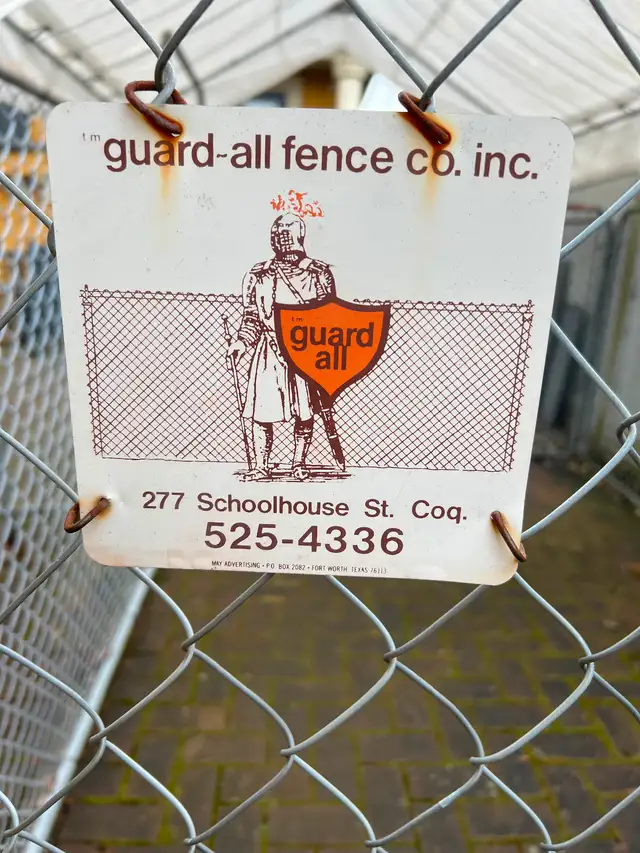 tm guard-all fence co. inc.
tm
guard
all
277 Schoolhouse St. Coq.
525-4336
MAY ADVERTISING • P.O. BOX 2082 • FORT WORTH TEXAS 76113